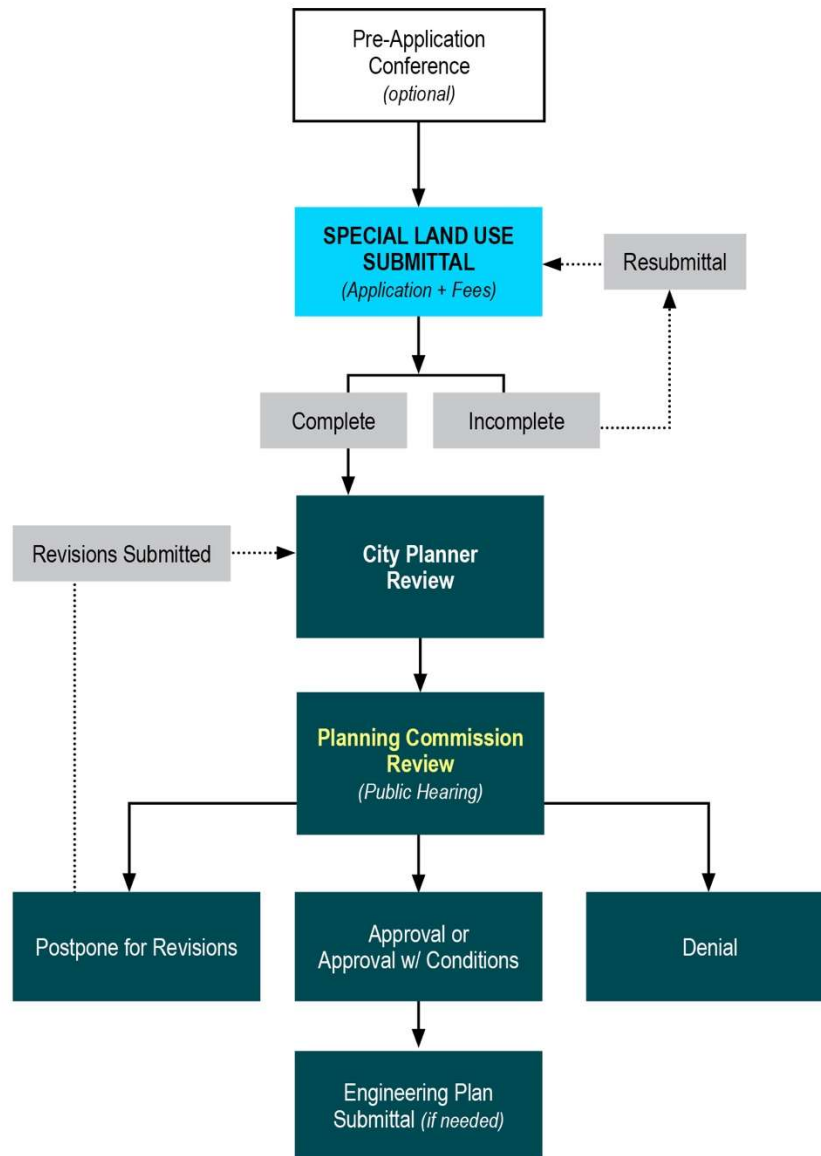 Pre-Application
Conference
(optional)
SPECIAL LAND USE
SUBMITTAL
(Application + Fees)
Resubmittal
Complete
Incomplete
Revisions Submitted
City Planner
Review
Planning Commission
Review
(Public Hearing)
Postpone for Revisions
Approval or
Approval w/ Conditions
Denial
Engineering Plan
Submittal (if needed)